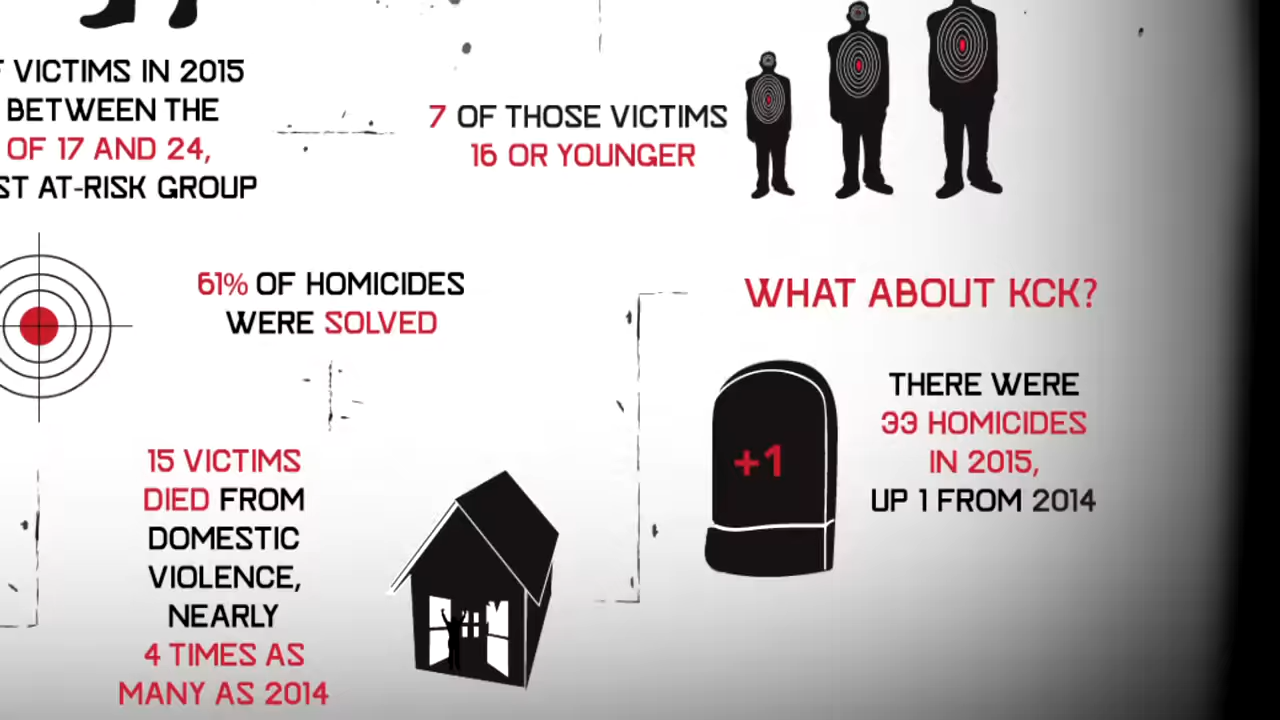 VICTIMS IN 2015
BETWEEN THE
OF 17 AND 24,
AT-RISK GROUP
7 OF THOSE VICTIMS
16 OR YOUNGER
61% OF HOMICIDES
WERE SOLVED
WHAT ABOUT KCK?
+1
THERE WERE
33 HOMICIDES
IN 2015,
UP 1 FROM 2014
15 VICTIMS
DIED FROM
DOMESTIC
VIOLENCE,
NEARLY
4 TIMES AS
MANY AS 2014